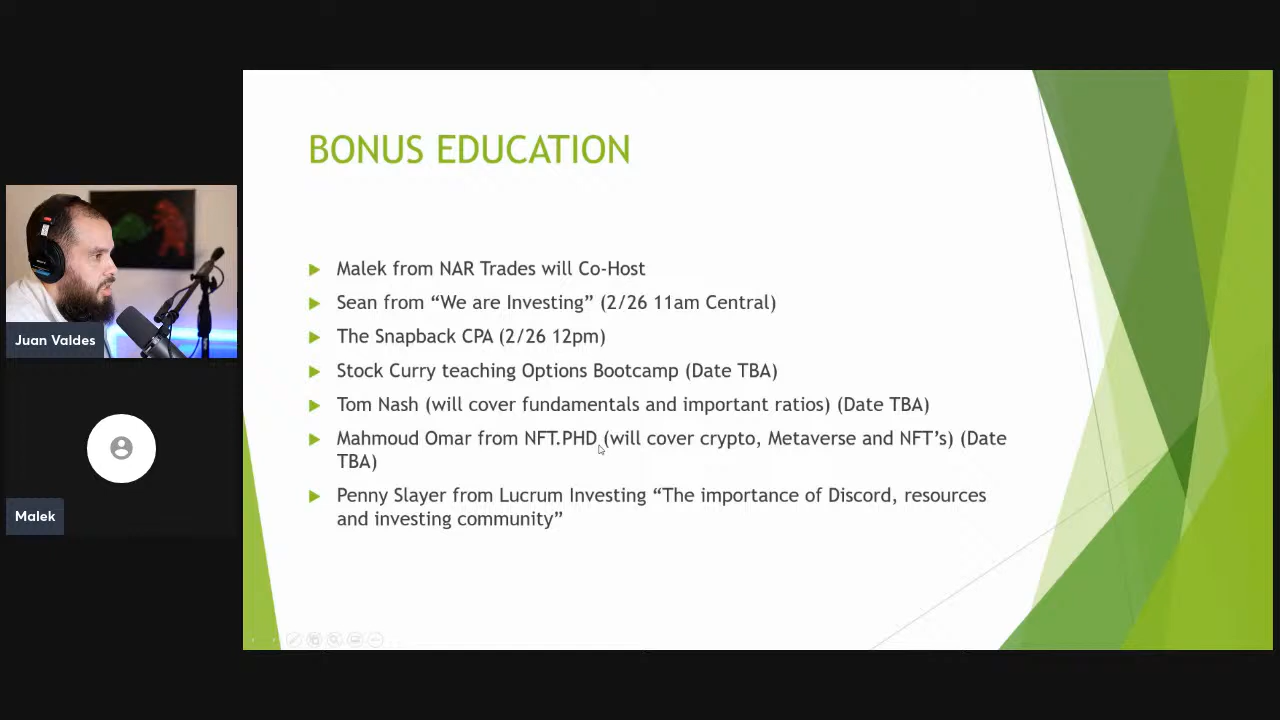 BONUS EDUCATION
Malek from NAR Trades will Co-Host
Sean from “We are Investing” (2/26 11am Central)
The Snapback CPA (2/26 12pm)
Stock Curry teaching Options Bootcamp (Date TBA)
Tom Nash (will cover fundamentals and important ratios) (Date TBA)
Mahmoud Omar from NFT.PHD (will cover crypto, Metaverse and NFT’s) (Date
TBA)
Penny Slayer from Lucrum Investing “The importance of Discord, resources
and investing community”
Juan Valdes
Malek